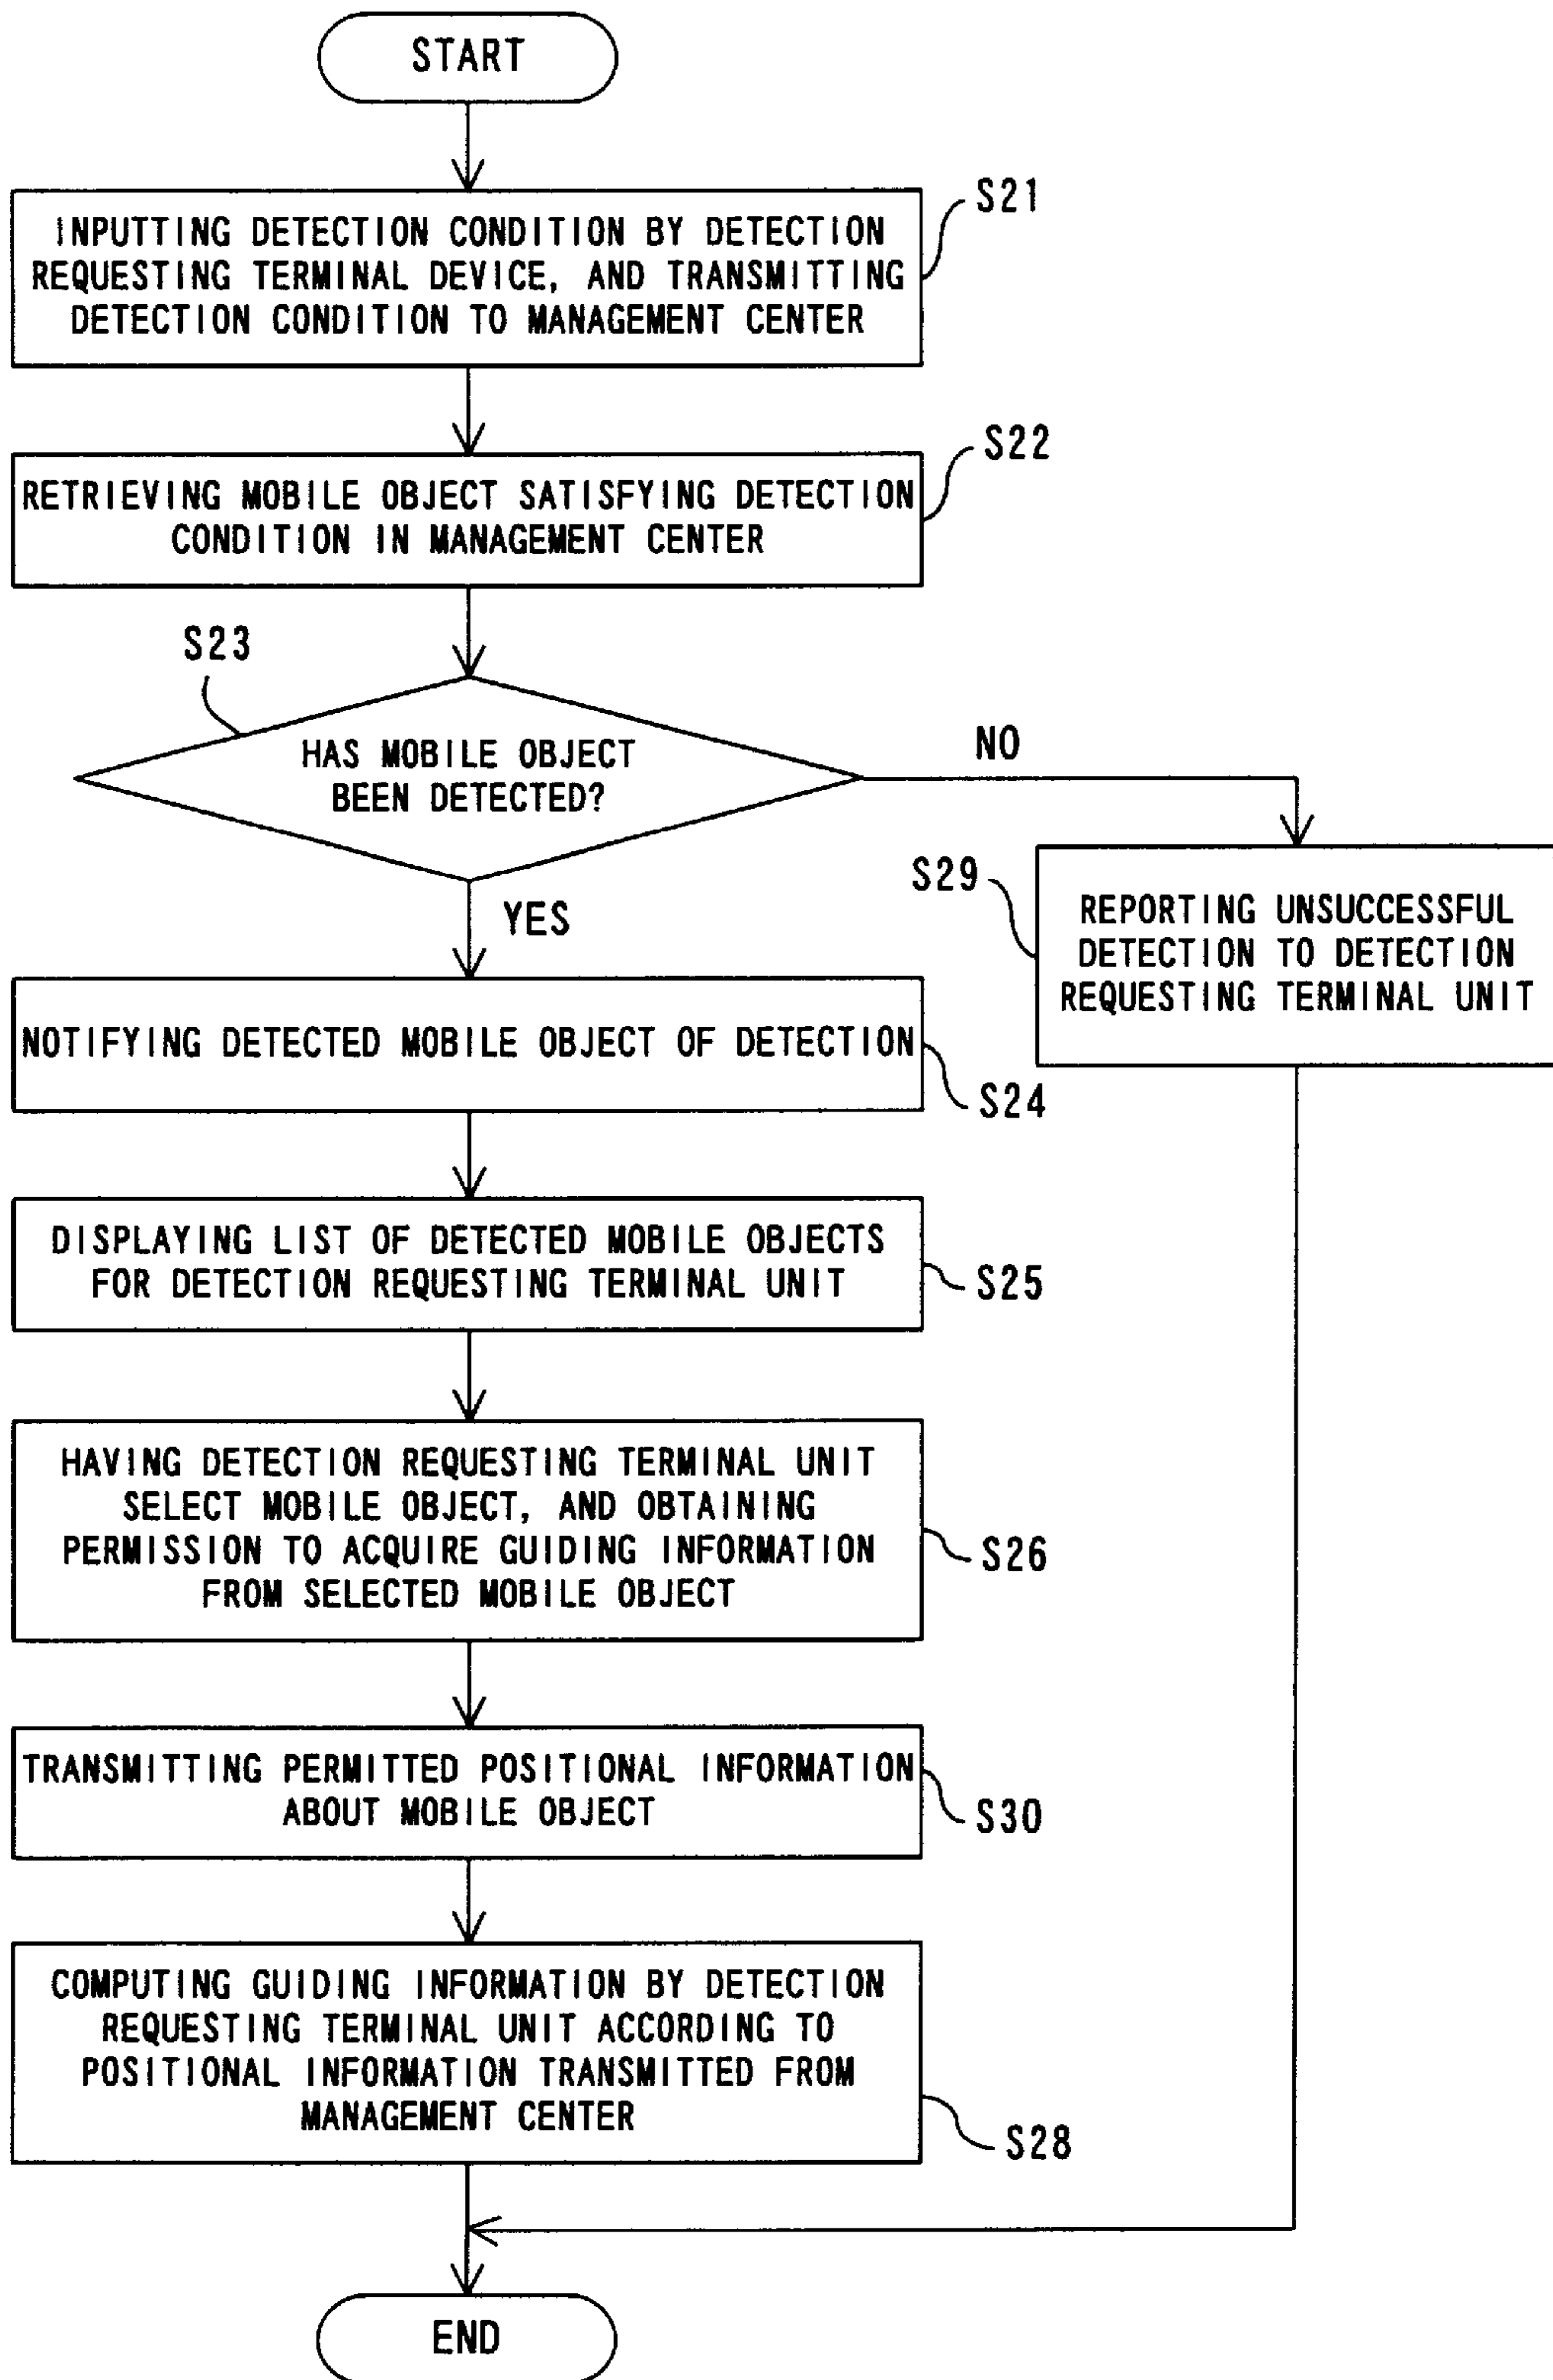 START
S21
INPUTTING DETECTION CONDITION BY DETECTION
REQUESTING TERMINAL DEVICE, AND TRANSMITTING
DETECTION CONDITION TO MANAGEMENT CENTER
S22
RETRIEVING MOBILE OBJECT SATISFYING DETECTION
CONDITION IN MANAGEMENT CENTER
S23
HAS MOBILE OBJECT
BEEN DETECTED?
NO
YES
S29
REPORTING UNSUCCESSFUL
DETECTION TO DETECTION
REQUESTING TERMINAL UNIT
NOTIFYING DETECTED MOBILE OBJECT OF DETECTION
S24
DISPLAYING LIST OF DETECTED MOBILE OBJECTS
FOR DETECTION REQUESTING TERMINAL UNIT
S25
HAVING DETECTION REQUESTING TERMINAL UNIT
SELECT MOBILE OBJECT, AND OBTAINING
PERMISSION TO ACQUIRE GUIDING INFORMATION
FROM SELECTED MOBILE OBJECT
S26
TRANSMITTING PERMITTED POSITIONAL INFORMATION
ABOUT MOBILE OBJECT
S30
COMPUTING GUIDING INFORMATION BY DETECTION
REQUESTING TERMINAL UNIT ACCORDING TO
POSITIONAL INFORMATION TRANSMITTED FROM
MANAGEMENT CENTER
S28
END